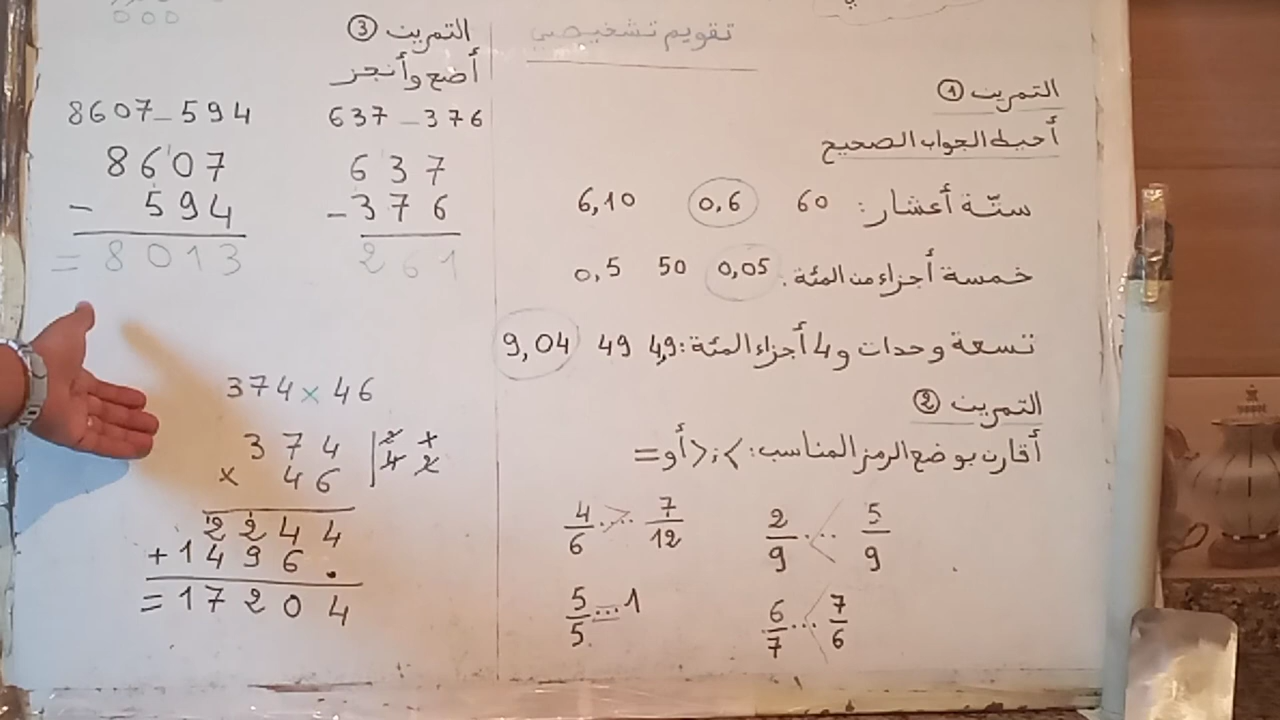 تقويم تشخيصي
التمرين ①
أحيط الجواب الصحيح
ستّة أعشار: 60 0,6 6,10
خمسة أجزاء من المئة: 0,05 50 0,5
تسعة وحدات و4 أجزاء المئة: 4,9 49 9,04
التمرين ②
أقارن بوضع الرمز المناسب: > ; < أو =
4/6 ..>.. 7/12
2/9 ..<.. 5/9
5/5 ..=.. 1
6/7 ..<.. 7/6
التمرين ③
أضع وأنجز
637 - 376
637
- 376
261
8607 - 594
8607
- 594
= 8013
374 × 46
374
× 46
2244
+ 1496.
= 17204